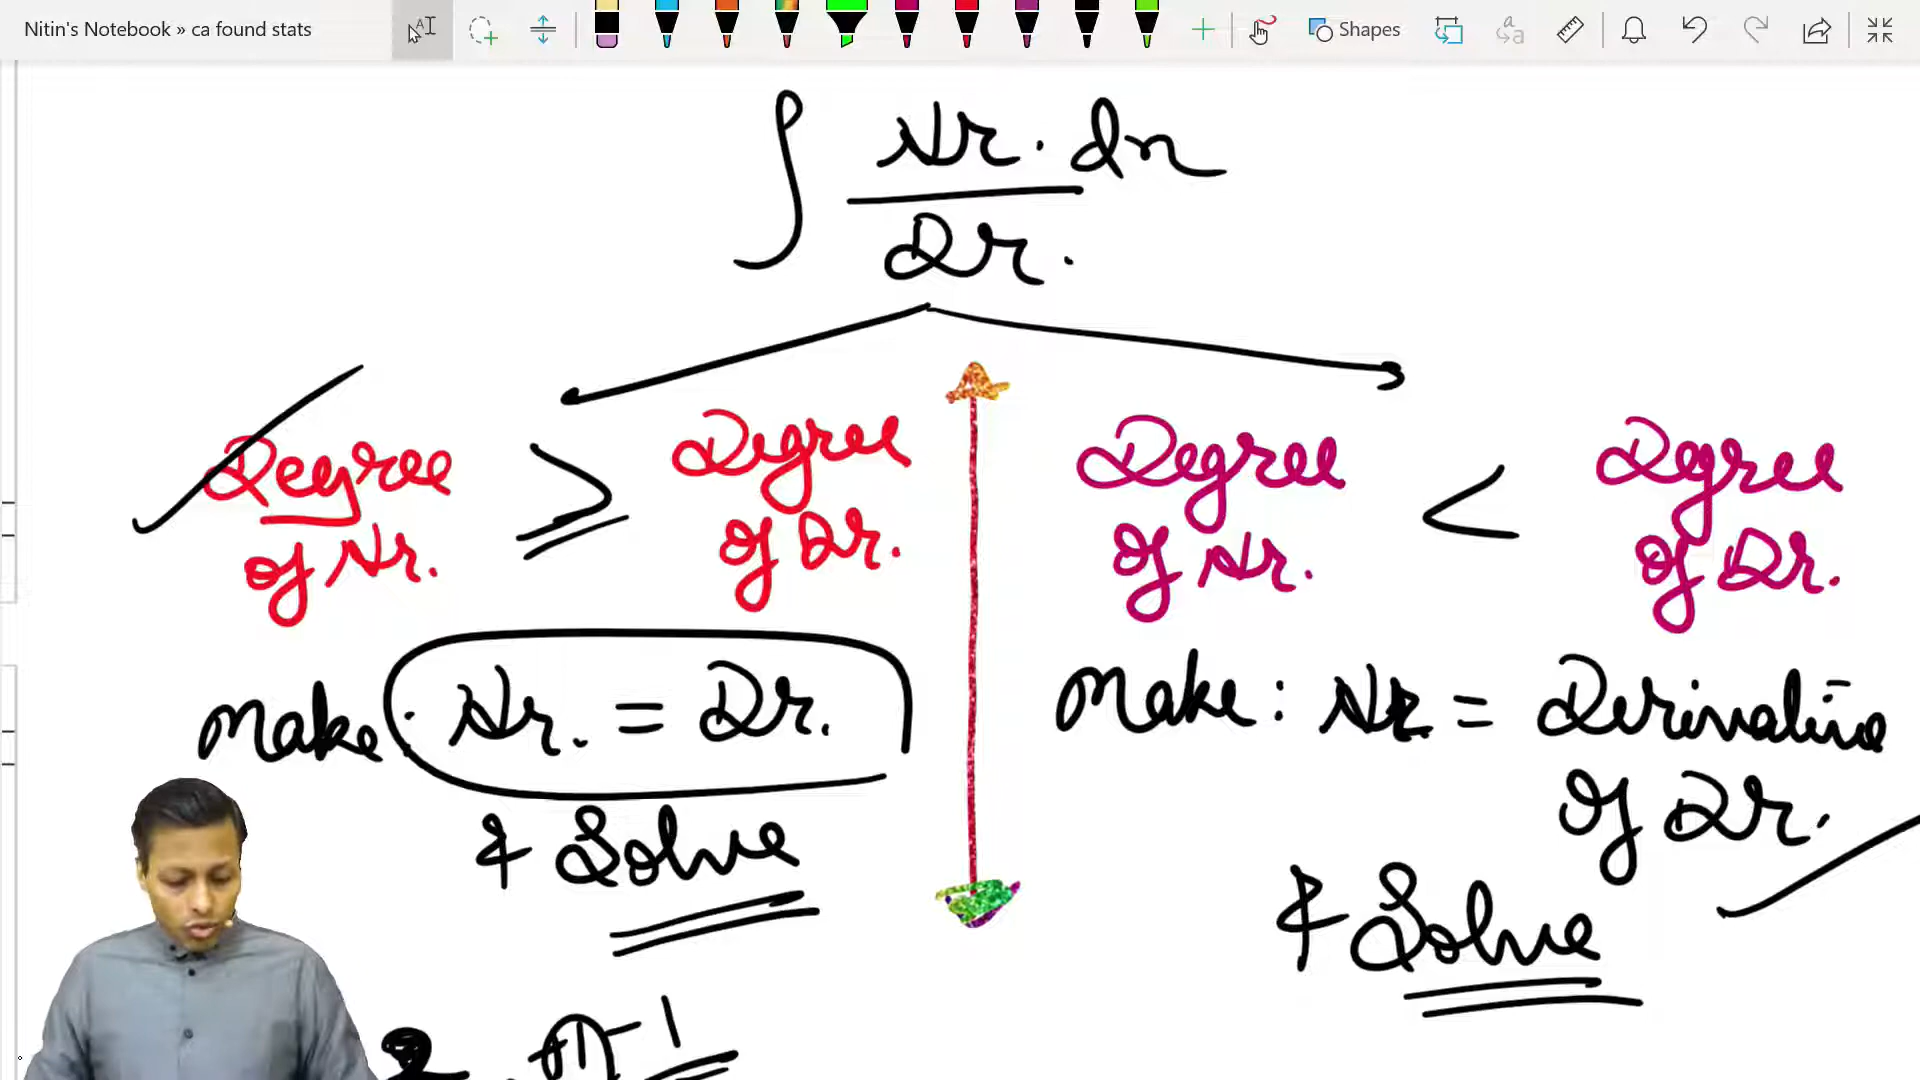 Nitin's Notebook » ca found stats
Shapes
∫ Nr. dx
Dr.
Degree of Nr. ≥ Degree of Dr.
Degree of Nr. < Degree of Dr.
Make: Nr. = Dr.
& Solve
Make: Nr = Derivative
of Dr.
& Solve